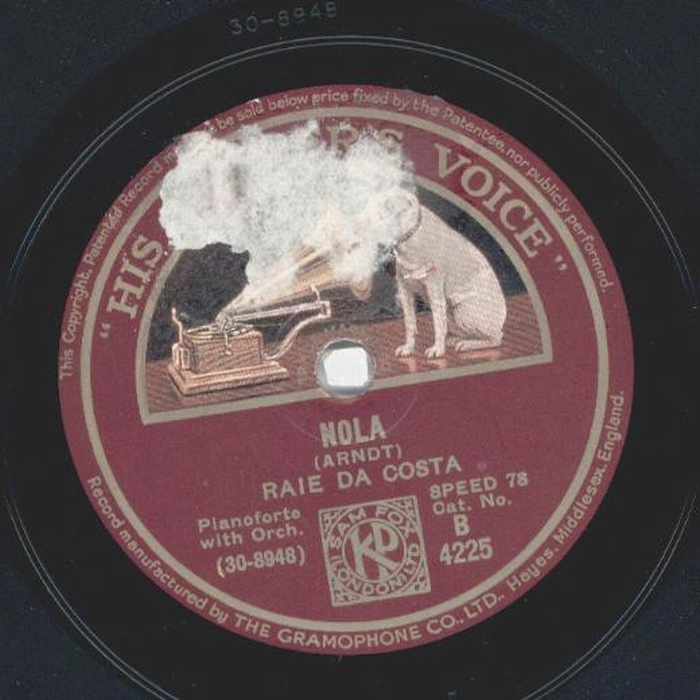 30-8948
This Copyright, Patented Record be sold below price fixed by the Patentee, nor publicly performed.
"HIS VOICE"
NOLA
(ARNDT)
RAIE DA COSTA
Pianoforte
with Orch.
(30-8948)
SAM FOX
KP
LONDON LTD
SPEED 78
Cat. No.
B
4225
Record manufactured by THE GRAMOPHONE CO., LTD., Hayes, Middlesex, England.